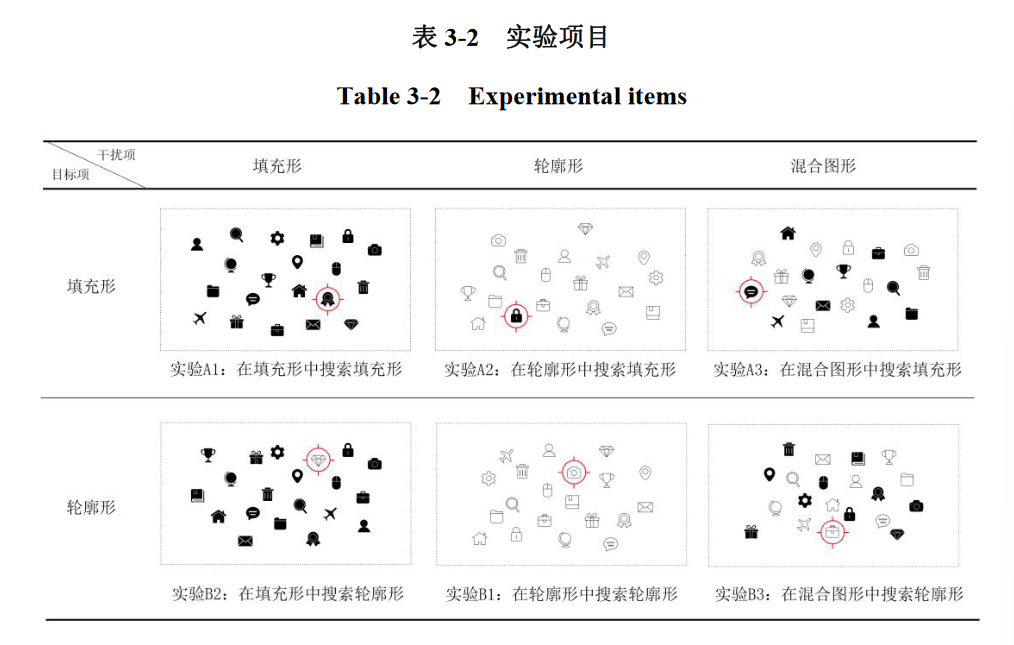 表 3-2 实验项目
Table 3-2 Experimental items
干扰项
目标项
填充形 轮廓形 混合图形
填充形
实验A1：在填充形中搜索填充形 实验A2：在轮廓形中搜索填充形 实验A3：在混合图形中搜索填充形
轮廓形
实验B2：在填充形中搜索轮廓形 实验B1：在轮廓形中搜索轮廓形 实验B3：在混合图形中搜索轮廓形